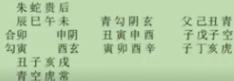 朱蛇贵后
辰巳午未 青勾阴玄 父己丑青
合卯 申阴 丑寅申酉 子戊子空
勾寅 酉玄 寅卯酉辛 子丁亥虎
丑子亥戌
青空虎常